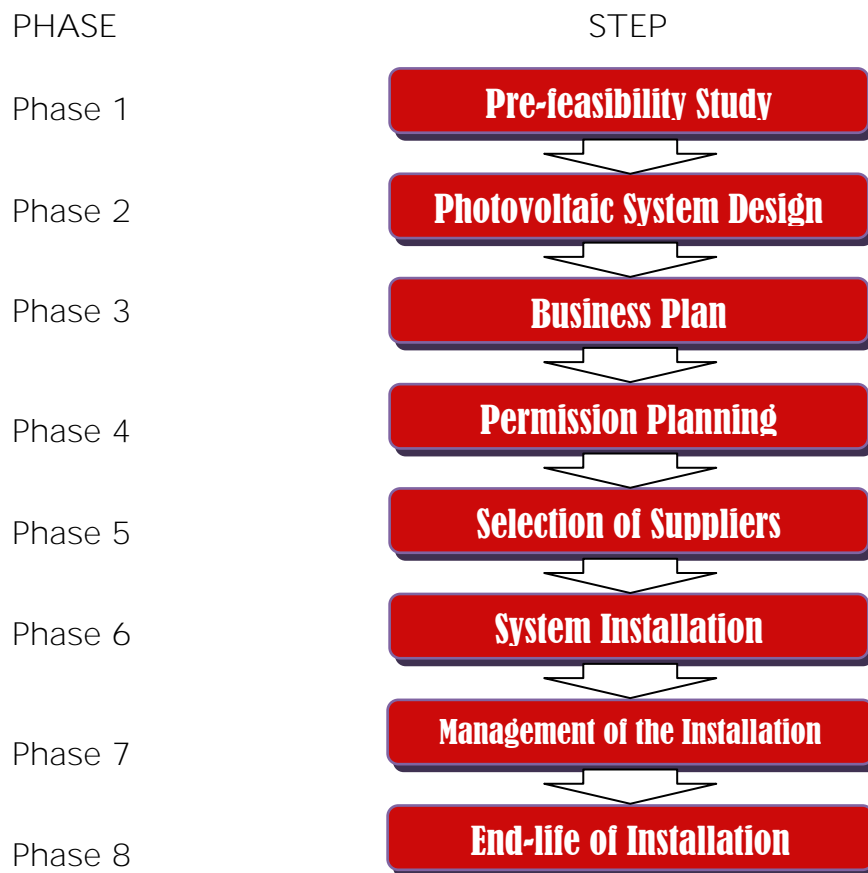 PHASE STEP
Phase 1 Pre-feasibility Study
Phase 2 Photovoltaic System Design
Phase 3 Business Plan
Phase 4 Permission Planning
Phase 5 Selection of Suppliers
Phase 6 System Installation
Phase 7 Management of the Installation
Phase 8 End-life of Installation